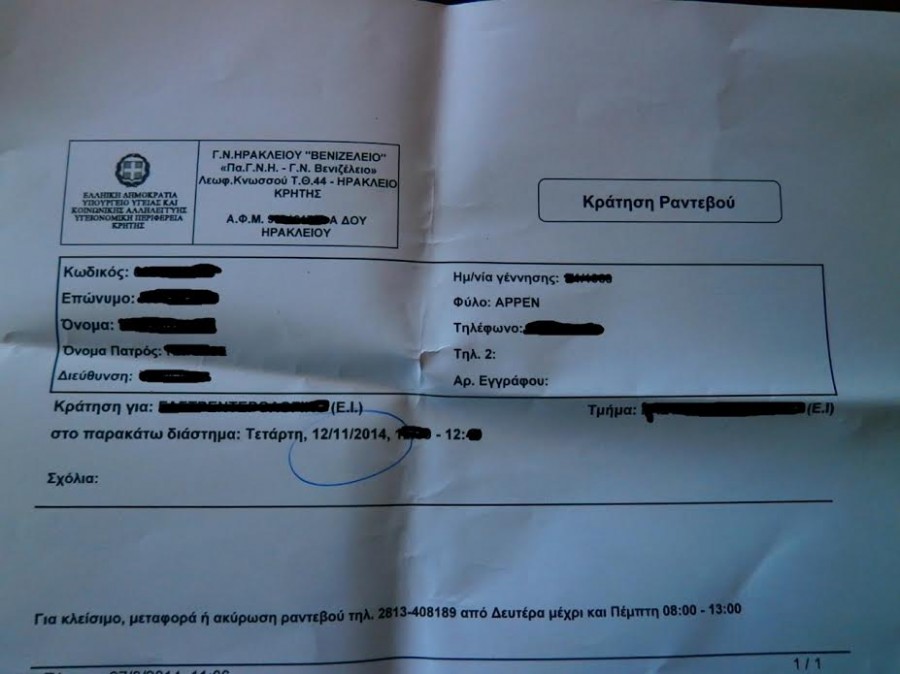 ΕΛΛΗΝΙΚΗ ΔΗΜΟΚΡΑΤΙΑ
ΥΠΟΥΡΓΕΙΟ ΥΓΕΙΑΣ ΚΑΙ
ΚΟΙΝΩΝΙΚΗΣ ΑΛΛΗΛΕΓΓΥΗΣ
ΥΓΕΙΟΝΟΜΙΚΗ ΠΕΡΙΦΕΡΕΙΑ
ΚΡΗΤΗΣ
Γ.Ν.ΗΡΑΚΛΕΙΟΥ "ΒΕΝΙΖΕΛΕΙΟ"
«Πα.Γ.Ν.Η. - Γ.Ν. Βενιζέλειο»
Λεωφ.Κνωσσού Τ.Θ.44 - ΗΡΑΚΛΕΙΟ
ΚΡΗΤΗΣ
Α.Φ.Μ. ΔΟΥ
ΗΡΑΚΛΕΙΟΥ
Κράτηση Ραντεβού
Κωδικός:
Επώνυμο:
Όνομα:
Όνομα Πατρός:
Διεύθυνση:
Ημ/νία γέννησης:
Φύλο: ΑΡΡΕΝ
Τηλέφωνο:
Τηλ. 2:
Αρ. Εγγράφου:
Κράτηση για: (Ε.Ι.) Τμήμα: (Ε.Ι)
στο παρακάτω διάστημα: Τετάρτη, 12/11/2014, - 12:
Σχόλια:
Για κλείσιμο, μεταφορά ή ακύρωση ραντεβού τηλ. 2813-408189 από Δευτέρα μέχρι και Πέμπτη 08:00 - 13:00
1 / 1